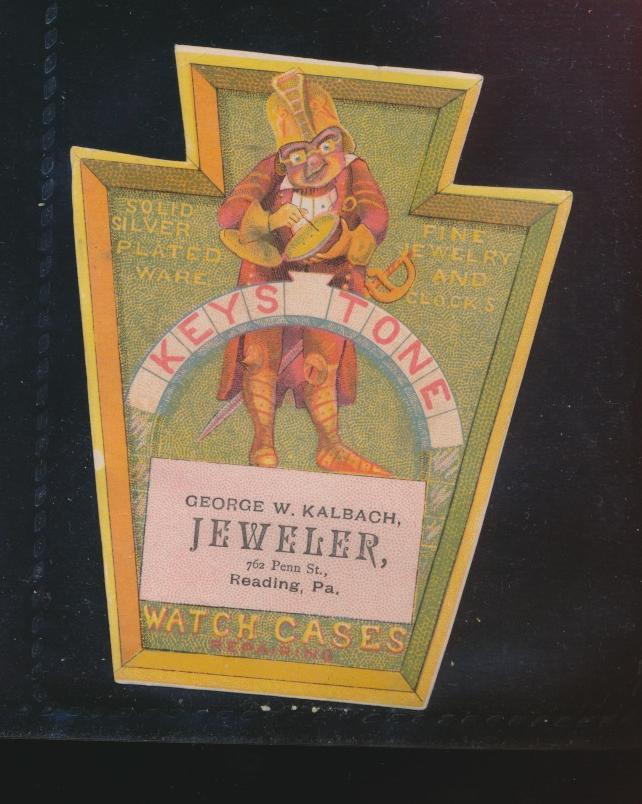 SOLID
SILVER
PLATED
WARE
FINE
JEWELRY
AND
CLOCKS
KEYSTONE
GEORGE W. KALBACH,
JEWELER,
762 Penn St.,
Reading, Pa.
WATCH CASES
REPAIRING